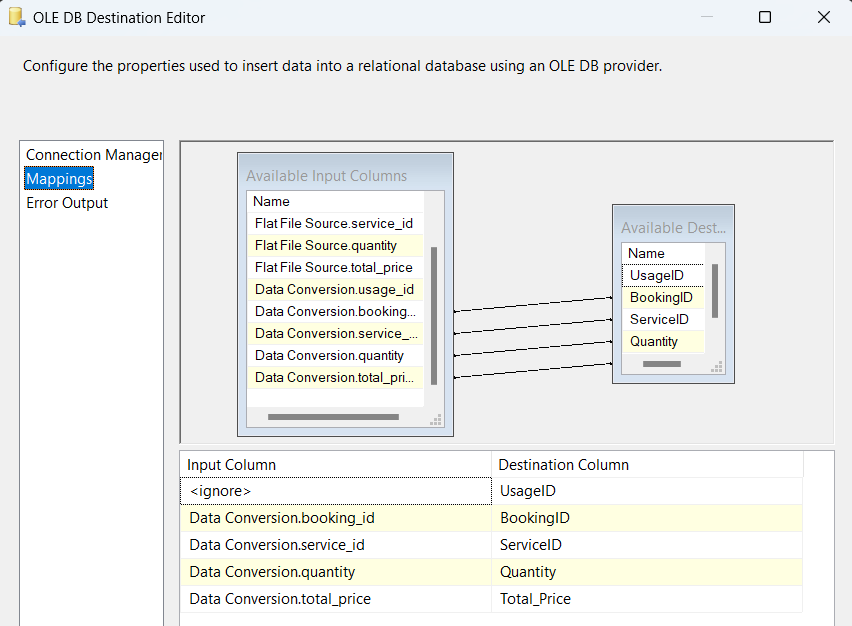 OLE DB Destination Editor
Configure the properties used to insert data into a relational database using an OLE DB provider.
Connection Manager
Mappings
Error Output
Available Input Columns
Name
Flat File Source.service_id
Flat File Source.quantity
Flat File Source.total_price
Data Conversion.usage_id
Data Conversion.booking...
Data Conversion.service_...
Data Conversion.quantity
Data Conversion.total_pri...
Available Dest...
Name
UsageID
BookingID
ServiceID
Quantity
Input Column Destination Column
<ignore> UsageID
Data Conversion.booking_id BookingID
Data Conversion.service_id ServiceID
Data Conversion.quantity Quantity
Data Conversion.total_price Total_Price